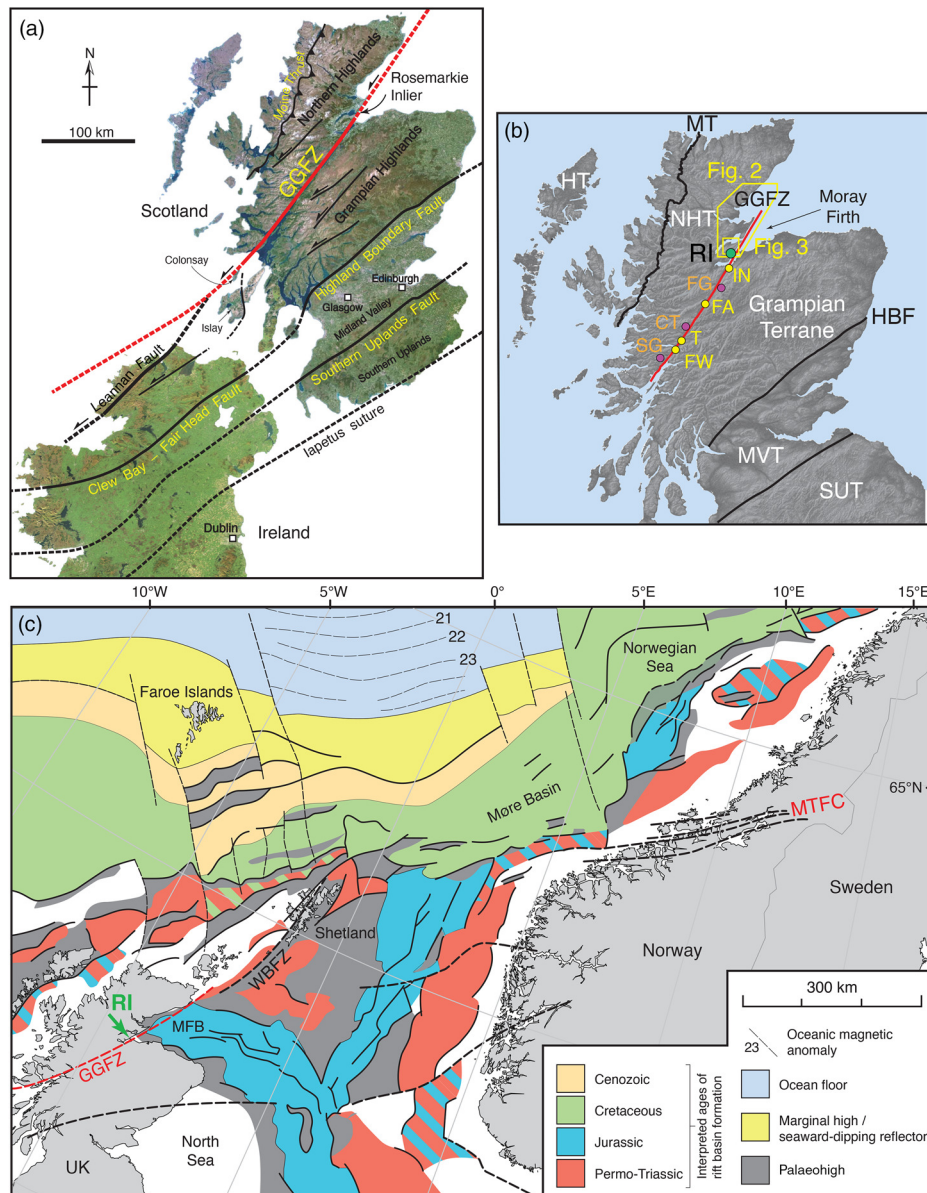 (a)
N
100 km
Moine Thrust
Northern Highlands
Rosemarkie
Inlier
GGFZ
Grampian Highlands
Scotland
Highland Boundary Fault
Colonsay
Islay
Glasgow
Edinburgh
Midland Valley
Southern Uplands Fault
Southern Uplands
Leannan Fault
Iapetus suture
Clew Bay – Fair Head Fault
Dublin
Ireland
(b)
MT
Fig. 2
HT
GGFZ
Moray
Firth
NHT
RI
Fig. 3
IN
FG
FA
Grampian
Terrane
HBF
CT
T
SG
FW
MVT
SUT
10°W
5°W
0°E
5°E
10°E
15°E
(c)
21
22
23
Norwegian
Sea
Faroe Islands
65°N
Møre Basin
MTFC
Sweden
Shetland
Norway
WBFZ
RI
MFB
GGFZ
North
Sea
UK
300 km
23
Oceanic magnetic
anomaly
Cenozoic
Cretaceous
Jurassic
Permo-Triassic
Interpreted ages of
rift basin formation
Ocean floor
Marginal high /
seaward-dipping reflector
Palaeohigh